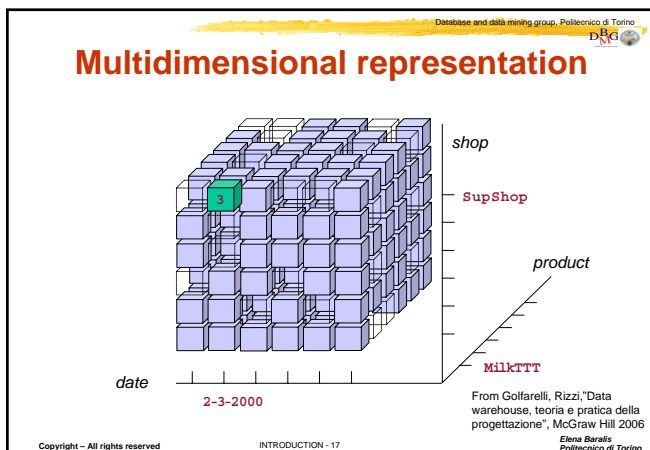 Database and data mining group, Politecnico di Torino
DBMG
Multidimensional representation
shop
SupShop
3
product
MilkTTT
date
2-3-2000
From Golfarelli, Rizzi,"Data
warehouse, teoria e pratica della
progettazione", McGraw Hill 2006
Copyright – All rights reserved
INTRODUCTION - 17
Elena Baralis
Politecnico di Torino